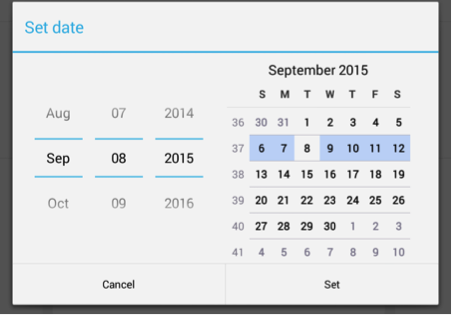 Set date
September 2015
S M T W T F S
Aug 07 2014
36 30 31 1 2 3 4 5
Sep 08 2015
37 6 7 8 9 10 11 12
38 13 14 15 16 17 18 19
Oct 09 2016
39 20 21 22 23 24 25 26
40 27 28 29 30 1 2 3
41 4 5 6 7 8 9 10
Cancel Set